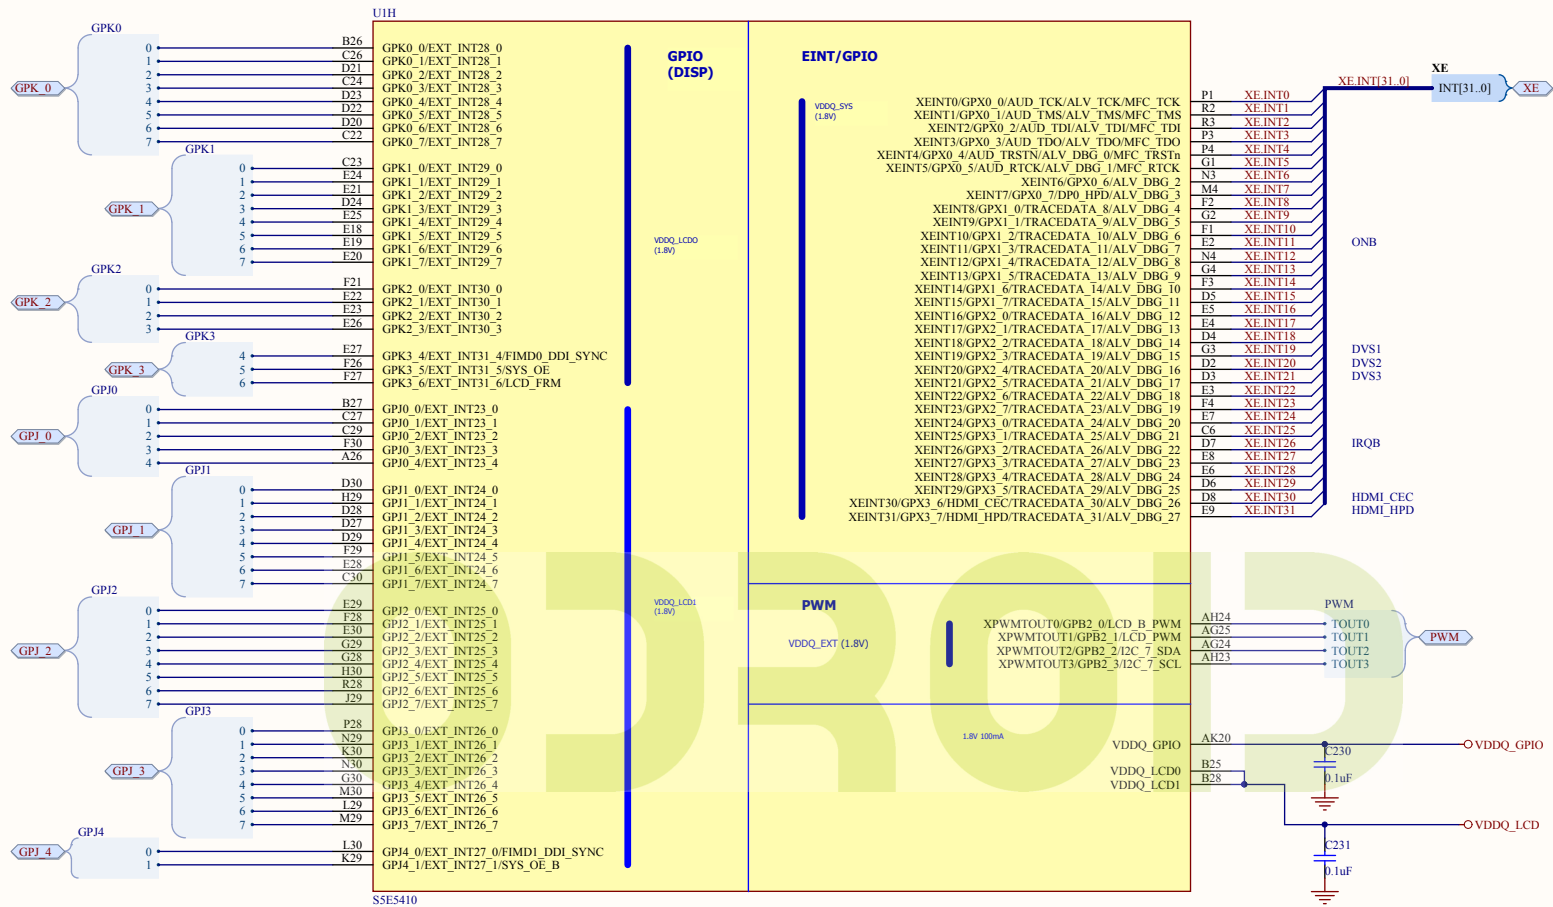 U1H
GPK0
GPK_0
0 B26 GPK0_0/EXT_INT28_0
1 C26 GPK0_1/EXT_INT28_1
2 D21 GPK0_2/EXT_INT28_2
3 C24 GPK0_3/EXT_INT28_3
4 D23 GPK0_4/EXT_INT28_4
5 D22 GPK0_5/EXT_INT28_5
6 D20 GPK0_6/EXT_INT28_6
7 C22 GPK0_7/EXT_INT28_7
GPK1
GPK_1
0 C23 GPK1_0/EXT_INT29_0
1 E24 GPK1_1/EXT_INT29_1
2 E21 GPK1_2/EXT_INT29_2
3 D24 GPK1_3/EXT_INT29_3
4 E25 GPK1_4/EXT_INT29_4
5 E18 GPK1_5/EXT_INT29_5
6 E19 GPK1_6/EXT_INT29_6
7 E20 GPK1_7/EXT_INT29_7
GPK2
GPK_2
0 F21 GPK2_0/EXT_INT30_0
1 E22 GPK2_1/EXT_INT30_1
2 E23 GPK2_2/EXT_INT30_2
3 E26 GPK2_3/EXT_INT30_3
GPK3
GPK_3
4 E27 GPK3_4/EXT_INT31_4/FIMD0_DDI_SYNC
5 F26 GPK3_5/EXT_INT31_5/SYS_OE
6 F27 GPK3_6/EXT_INT31_6/LCD_FRM
GPJ0
GPJ_0
0 B27 GPJ0_0/EXT_INT23_0
1 C27 GPJ0_1/EXT_INT23_1
2 C29 GPJ0_2/EXT_INT23_2
3 F30 GPJ0_3/EXT_INT23_3
4 A26 GPJ0_4/EXT_INT23_4
GPJ1
GPJ_1
0 D30 GPJ1_0/EXT_INT24_0
1 H29 GPJ1_1/EXT_INT24_1
2 D28 GPJ1_2/EXT_INT24_2
3 D27 GPJ1_3/EXT_INT24_3
4 D29 GPJ1_4/EXT_INT24_4
5 F29 GPJ1_5/EXT_INT24_5
6 E28 GPJ1_6/EXT_INT24_6
7 C30 GPJ1_7/EXT_INT24_7
GPJ2
GPJ_2
0 E29 GPJ2_0/EXT_INT25_0
1 F28 GPJ2_1/EXT_INT25_1
2 E30 GPJ2_2/EXT_INT25_2
3 G29 GPJ2_3/EXT_INT25_3
4 G28 GPJ2_4/EXT_INT25_4
5 H30 GPJ2_5/EXT_INT25_5
6 R28 GPJ2_6/EXT_INT25_6
7 J29 GPJ2_7/EXT_INT25_7
GPJ3
GPJ_3
0 P28 GPJ3_0/EXT_INT26_0
1 N29 GPJ3_1/EXT_INT26_1
2 K30 GPJ3_2/EXT_INT26_2
3 N30 GPJ3_3/EXT_INT26_3
4 G30 GPJ3_4/EXT_INT26_4
5 M30 GPJ3_5/EXT_INT26_5
6 L29 GPJ3_6/EXT_INT26_6
7 M29 GPJ3_7/EXT_INT26_7
GPJ4
GPJ_4
0 L30 GPJ4_0/EXT_INT27_0/FIMD1_DDI_SYNC
1 K29 GPJ4_1/EXT_INT27_1/SYS_OE_B
S5E5410
GPIO
(DISP)
VDDQ_LCD0
(1.8V)
VDDQ_LCD1
(1.8V)
EINT/GPIO
VDDQ_SYS
(1.8V)
XEINT0/GPX0_0/AUD_TCK/ALV_TCK/MFC_TCK P1 XE.INT0
XEINT1/GPX0_1/AUD_TMS/ALV_TMS/MFC_TMS R2 XE.INT1
XEINT2/GPX0_2/AUD_TDI/ALV_TDI/MFC_TDI R3 XE.INT2
XEINT3/GPX0_3/AUD_TDO/ALV_TDO/MFC_TDO P3 XE.INT3
XEINT4/GPX0_4/AUD_TRSTN/ALV_DBG_0/MFC_TRSTn P4 XE.INT4
XEINT5/GPX0_5/AUD_RTCK/ALV_DBG_1/MFC_RTCK G1 XE.INT5
XEINT6/GPX0_6/ALV_DBG_2 N3 XE.INT6
XEINT7/GPX0_7/DP0_HPD/ALV_DBG_3 M4 XE.INT7
XEINT8/GPX1_0/TRACEDATA_8/ALV_DBG_4 F2 XE.INT8
XEINT9/GPX1_1/TRACEDATA_9/ALV_DBG_5 G2 XE.INT9
XEINT10/GPX1_2/TRACEDATA_10/ALV_DBG_6 F1 XE.INT10
XEINT11/GPX1_3/TRACEDATA_11/ALV_DBG_7 E2 XE.INT11 ONB
XEINT12/GPX1_4/TRACEDATA_12/ALV_DBG_8 N4 XE.INT12
XEINT13/GPX1_5/TRACEDATA_13/ALV_DBG_9 G4 XE.INT13
XEINT14/GPX1_6/TRACEDATA_14/ALV_DBG_10 F3 XE.INT14
XEINT15/GPX1_7/TRACEDATA_15/ALV_DBG_11 D5 XE.INT15
XEINT16/GPX2_0/TRACEDATA_16/ALV_DBG_12 E5 XE.INT16
XEINT17/GPX2_1/TRACEDATA_17/ALV_DBG_13 E4 XE.INT17
XEINT18/GPX2_2/TRACEDATA_18/ALV_DBG_14 D4 XE.INT18
XEINT19/GPX2_3/TRACEDATA_19/ALV_DBG_15 G3 XE.INT19 DVS1
XEINT20/GPX2_4/TRACEDATA_20/ALV_DBG_16 D2 XE.INT20 DVS2
XEINT21/GPX2_5/TRACEDATA_21/ALV_DBG_17 D3 XE.INT21 DVS3
XEINT22/GPX2_6/TRACEDATA_22/ALV_DBG_18 E3 XE.INT22
XEINT23/GPX2_7/TRACEDATA_23/ALV_DBG_19 F4 XE.INT23
XEINT24/GPX3_0/TRACEDATA_24/ALV_DBG_20 E7 XE.INT24
XEINT25/GPX3_1/TRACEDATA_25/ALV_DBG_21 C6 XE.INT25
XEINT26/GPX3_2/TRACEDATA_26/ALV_DBG_22 D7 XE.INT26 IRQB
XEINT27/GPX3_3/TRACEDATA_27/ALV_DBG_23 E8 XE.INT27
XEINT28/GPX3_4/TRACEDATA_28/ALV_DBG_24 E6 XE.INT28
XEINT29/GPX3_5/TRACEDATA_29/ALV_DBG_25 D6 XE.INT29
XEINT30/GPX3_6/HDMI_CEC/TRACEDATA_30/ALV_DBG_26 D8 XE.INT30 HDMI_CEC
XEINT31/GPX3_7/HDMI_HPD/TRACEDATA_31/ALV_DBG_27 E9 XE.INT31 HDMI_HPD
XE
XE.INT[31..0] INT[31..0] XE
PWM
VDDQ_EXT (1.8V)
PWM
XPWMTOUT0/GPB2_0/LCD_B_PWM AH24 TOUT0
XPWMTOUT1/GPB2_1/LCD_PWM AG25 TOUT1 PWM
XPWMTOUT2/GPB2_2/I2C_7_SDA AG24 TOUT2
XPWMTOUT3/GPB2_3/I2C_7_SCL AH23 TOUT3
1.8V 100mA
VDDQ_GPIO AK20 VDDQ_GPIO
C230
0.1uF
VDDQ_LCD0 B25
VDDQ_LCD1 B28
VDDQ_LCD
C231
0.1uF
ODROID